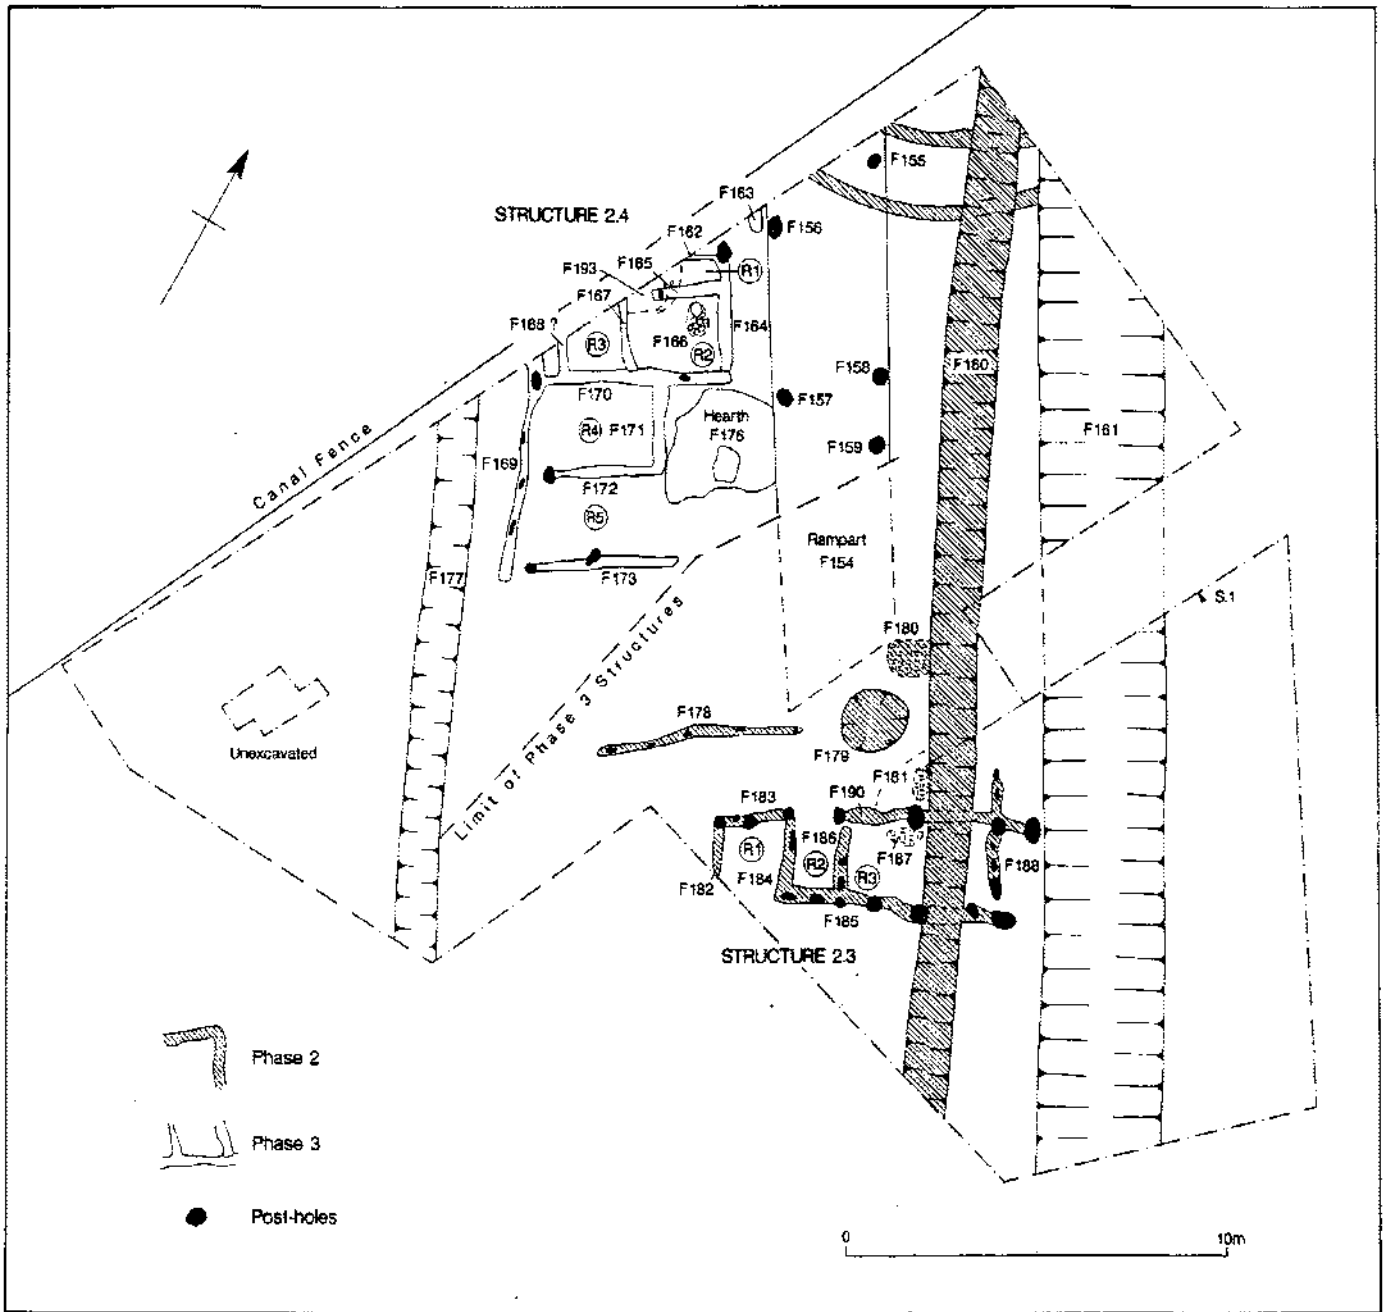 F155
F163
STRUCTURE 2.4
F156
F162
F165
R1
F193
F167
F168 ?
F164
R3
F166
R2
F158
F160
F170
F157
Hearth
F176
R4
F171
F161
F159
Canal Fence
F169
F172
R5
Rampart
F154
F177
F173
S.1
F180
Limit of Phase 3 Structures
F178
Unexcavated
F179
F181
F183
F190
R1
F186
R2
F187
F188
F182
F184
R3
F185
STRUCTURE 2.3
Phase 2
Phase 3
Post-holes
0 10m